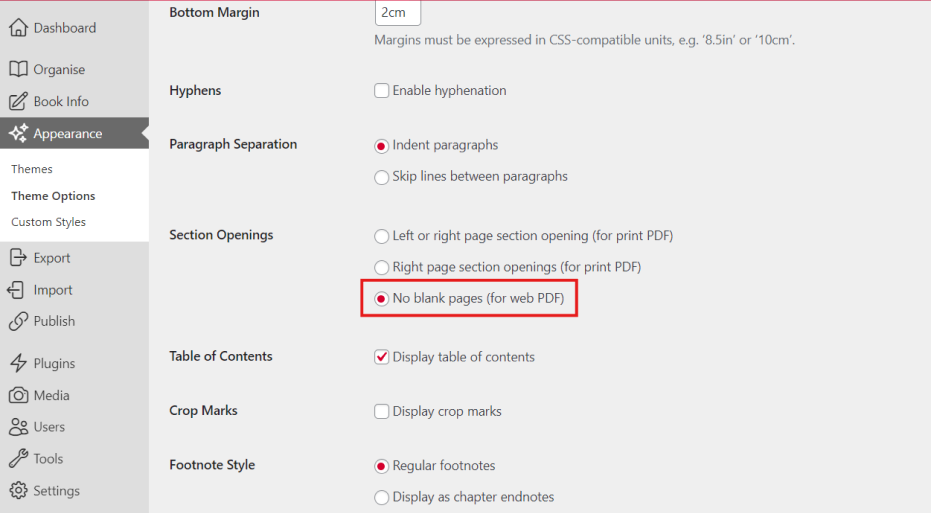 Dashboard
Organise
Book Info
Appearance
Themes
Theme Options
Custom Styles
Export
Import
Publish
Plugins
Media
Users
Tools
Settings
Bottom Margin
2cm
Margins must be expressed in CSS-compatible units, e.g. ‘8.5in’ or ‘10cm’.
Hyphens
Enable hyphenation
Paragraph Separation
Indent paragraphs
Skip lines between paragraphs
Section Openings
Left or right page section opening (for print PDF)
Right page section openings (for print PDF)
No blank pages (for web PDF)
Table of Contents
Display table of contents
Crop Marks
Display crop marks
Footnote Style
Regular footnotes
Display as chapter endnotes